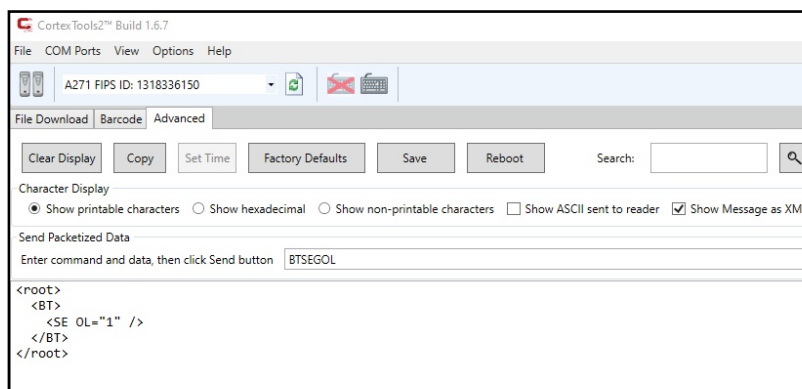 CortexTools2™ Build 1.6.7
File COM Ports View Options Help
A271 FIPS ID: 1318336150
File Download Barcode Advanced
Clear Display Copy Set Time Factory Defaults Save Reboot Search:
Character Display
Show printable characters Show hexadecimal Show non-printable characters Show ASCII sent to reader Show Message as XM
Send Packetized Data
Enter command and data, then click Send button BTSEGOL
<root>
<BT>
<SE OL="1" />
</BT>
</root>